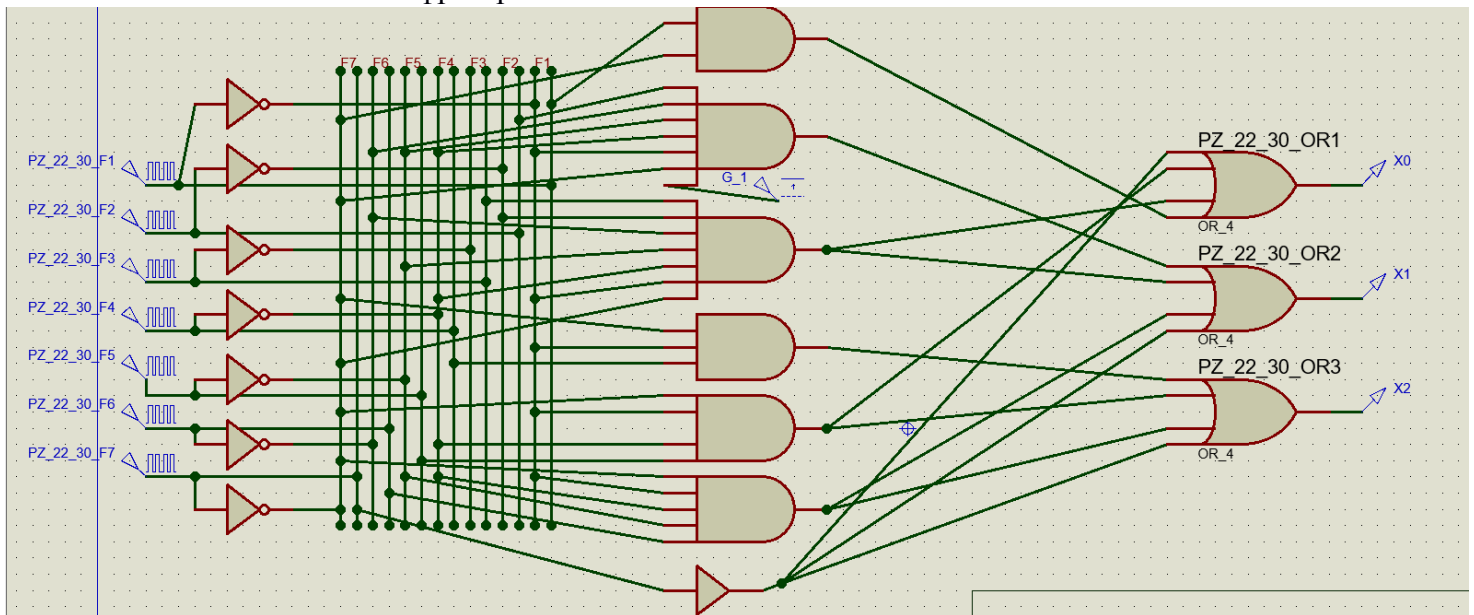 F7 F6 F5 F4 F3 F2 F1
PZ_22_30_F1
PZ_22_30_F2
PZ_22_30_F3
PZ_22_30_F4
PZ_22_30_F5
PZ_22_30_F6
PZ_22_30_F7
G_1
PZ_22_30_OR1
X0
OR_4
PZ_22_30_OR2
X1
OR_4
PZ_22_30_OR3
X2
OR_4